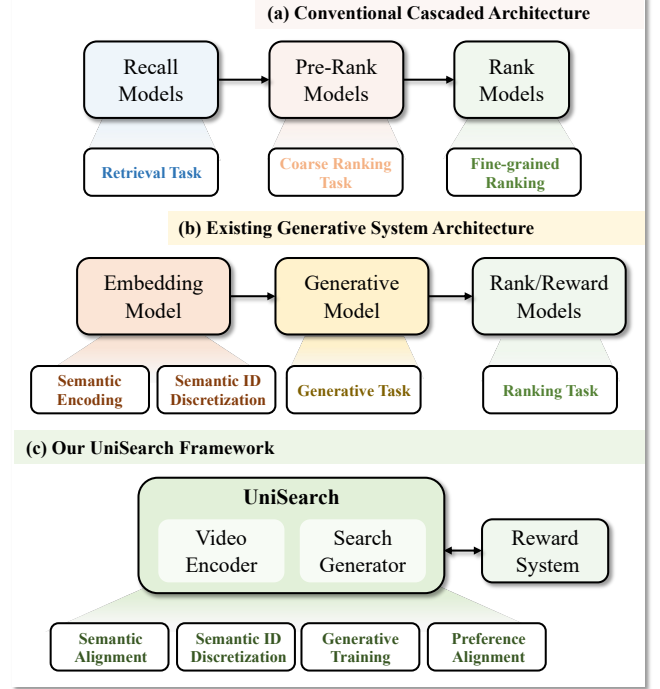 (a) Conventional Cascaded Architecture
Recall
Models
Pre-Rank
Models
Rank
Models
Retrieval Task
Coarse Ranking
Task
Fine-grained
Ranking
(b) Existing Generative System Architecture
Embedding
Model
Generative
Model
Rank/Reward
Models
Semantic
Encoding
Semantic ID
Discretization
Generative Task
Ranking Task
(c) Our UniSearch Framework
UniSearch
Video
Encoder
Search
Generator
Reward
System
Semantic
Alignment
Semantic ID
Discretization
Generative
Training
Preference
Alignment